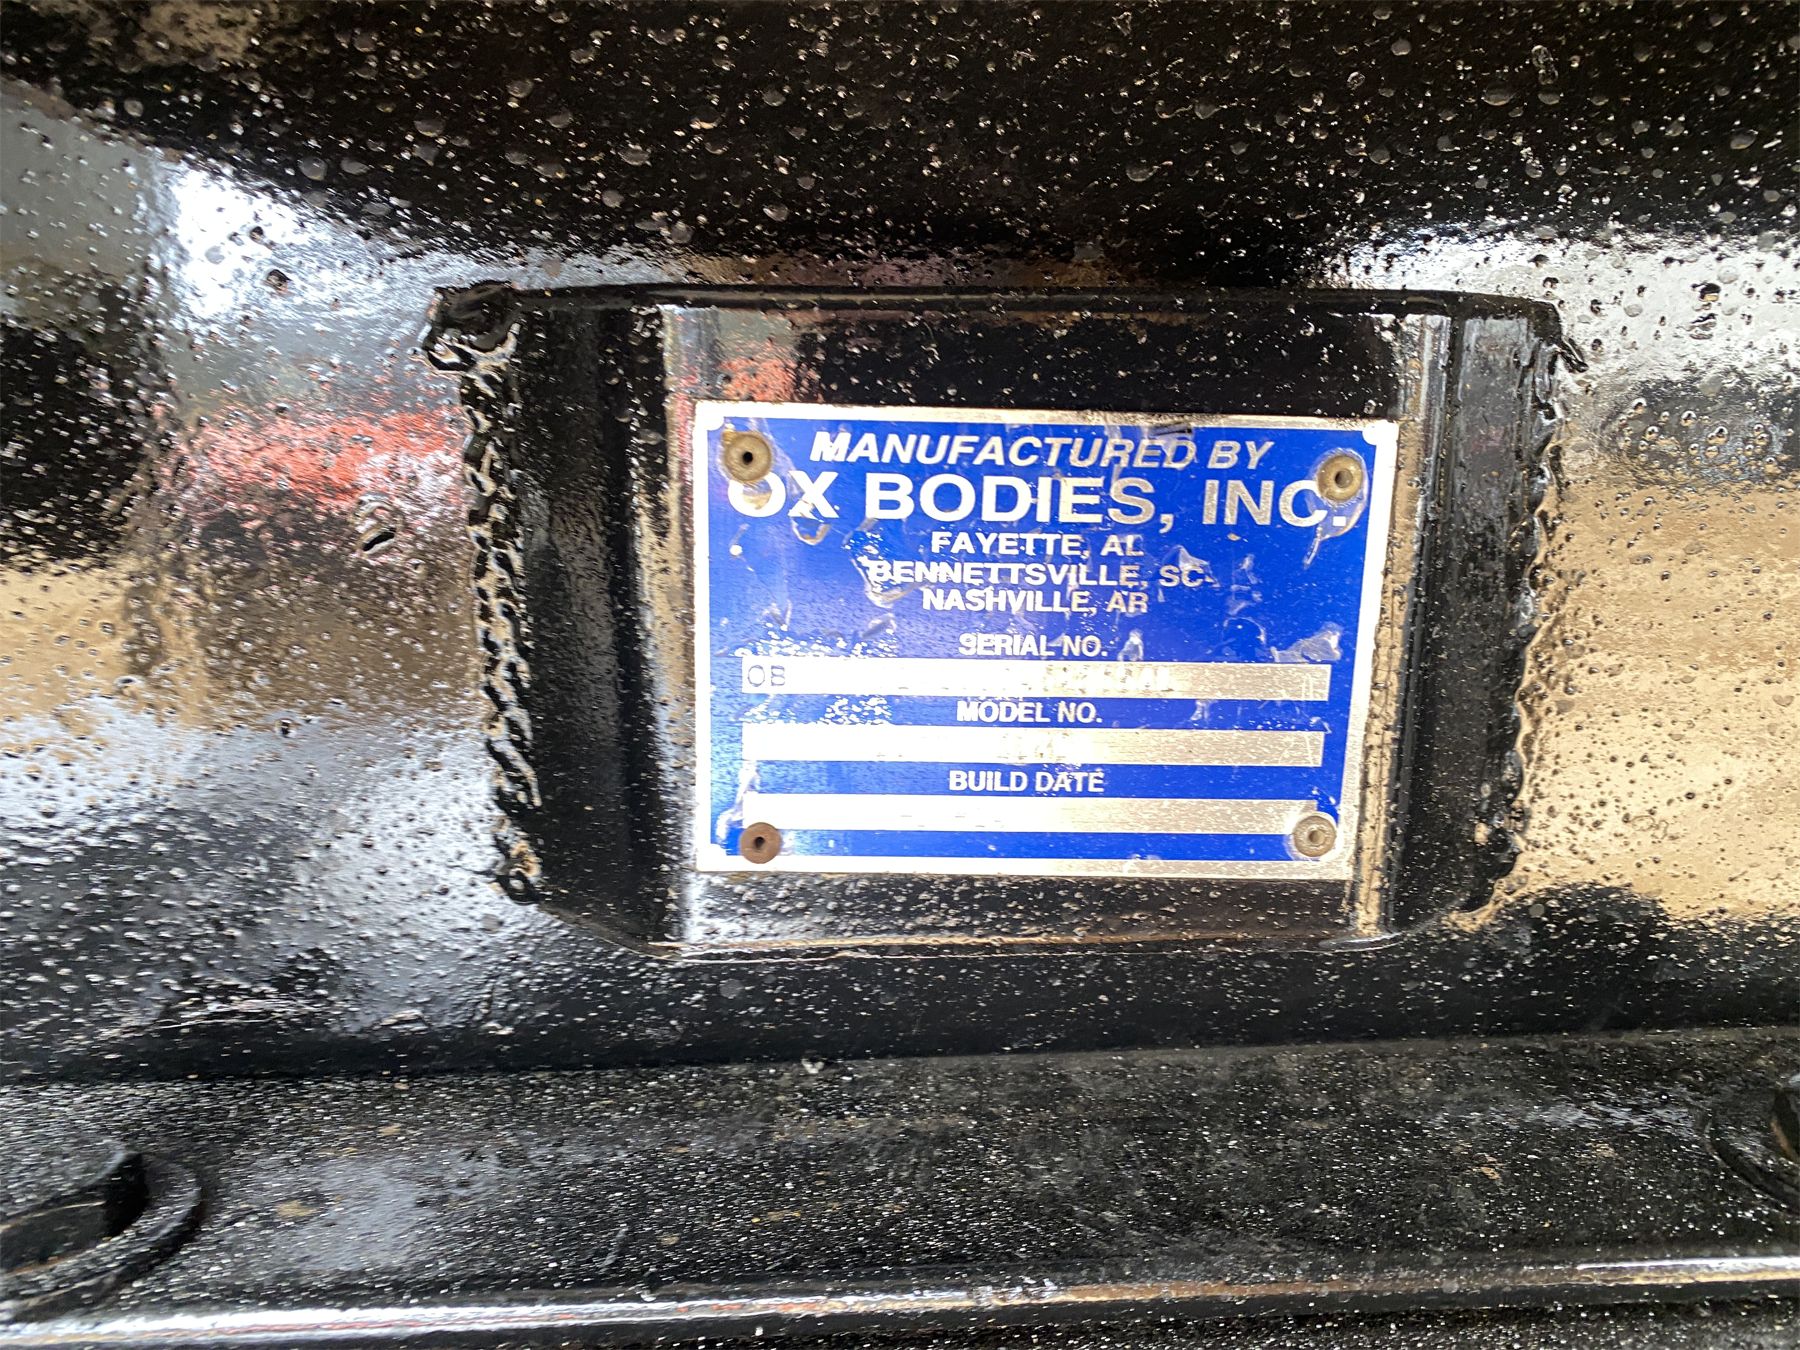 MANUFACTURED BY
OX BODIES, INC.
FAYETTE, AL
BENNETTSVILLE, SC
NASHVILLE, AR
SERIAL NO.
OB
MODEL NO.
BUILD DATE